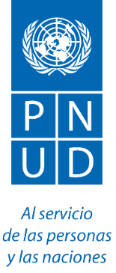 P N
U D
Al servicio
de las personas
y las naciones